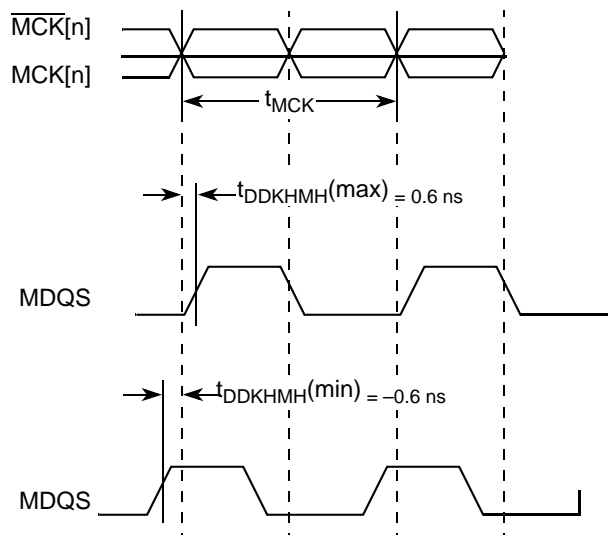 MCK[n]
MCK[n]
tMCK
tDDKHMH(max) = 0.6 ns
MDQS
tDDKHMH(min) = –0.6 ns
MDQS